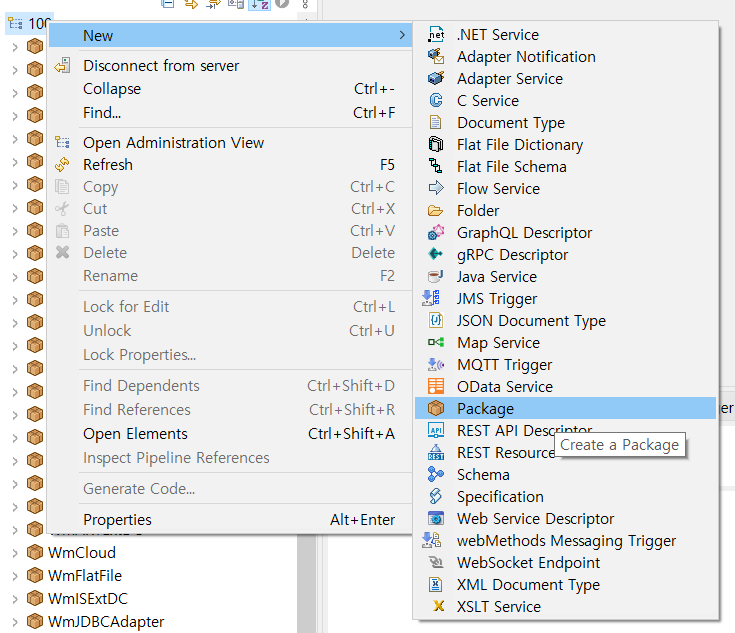 100
New
Disconnect from server
Collapse Ctrl+-
Find... Ctrl+F
Open Administration View
Refresh F5
Copy Ctrl+C
Cut Ctrl+X
Paste Ctrl+V
Delete Delete
Rename F2
Lock for Edit Ctrl+L
Unlock Ctrl+U
Lock Properties...
Find Dependents Ctrl+Shift+D
Find References Ctrl+Shift+R
Open Elements Ctrl+Shift+A
Inspect Pipeline References
Generate Code...
Properties Alt+Enter
WmCloud
WmFlatFile
WmISExtDC
WmJDBCAdapter
.NET Service
Adapter Notification
Adapter Service
C Service
Document Type
Flat File Dictionary
Flat File Schema
Flow Service
Folder
GraphQL Descriptor
gRPC Descriptor
Java Service
JMS Trigger
JSON Document Type
Map Service
MQTT Trigger
OData Service
Package
REST API Descriptor
REST Resource
Create a Package
Schema
Specification
Web Service Descriptor
webMethods Messaging Trigger
WebSocket Endpoint
XML Document Type
XSLT Service
er